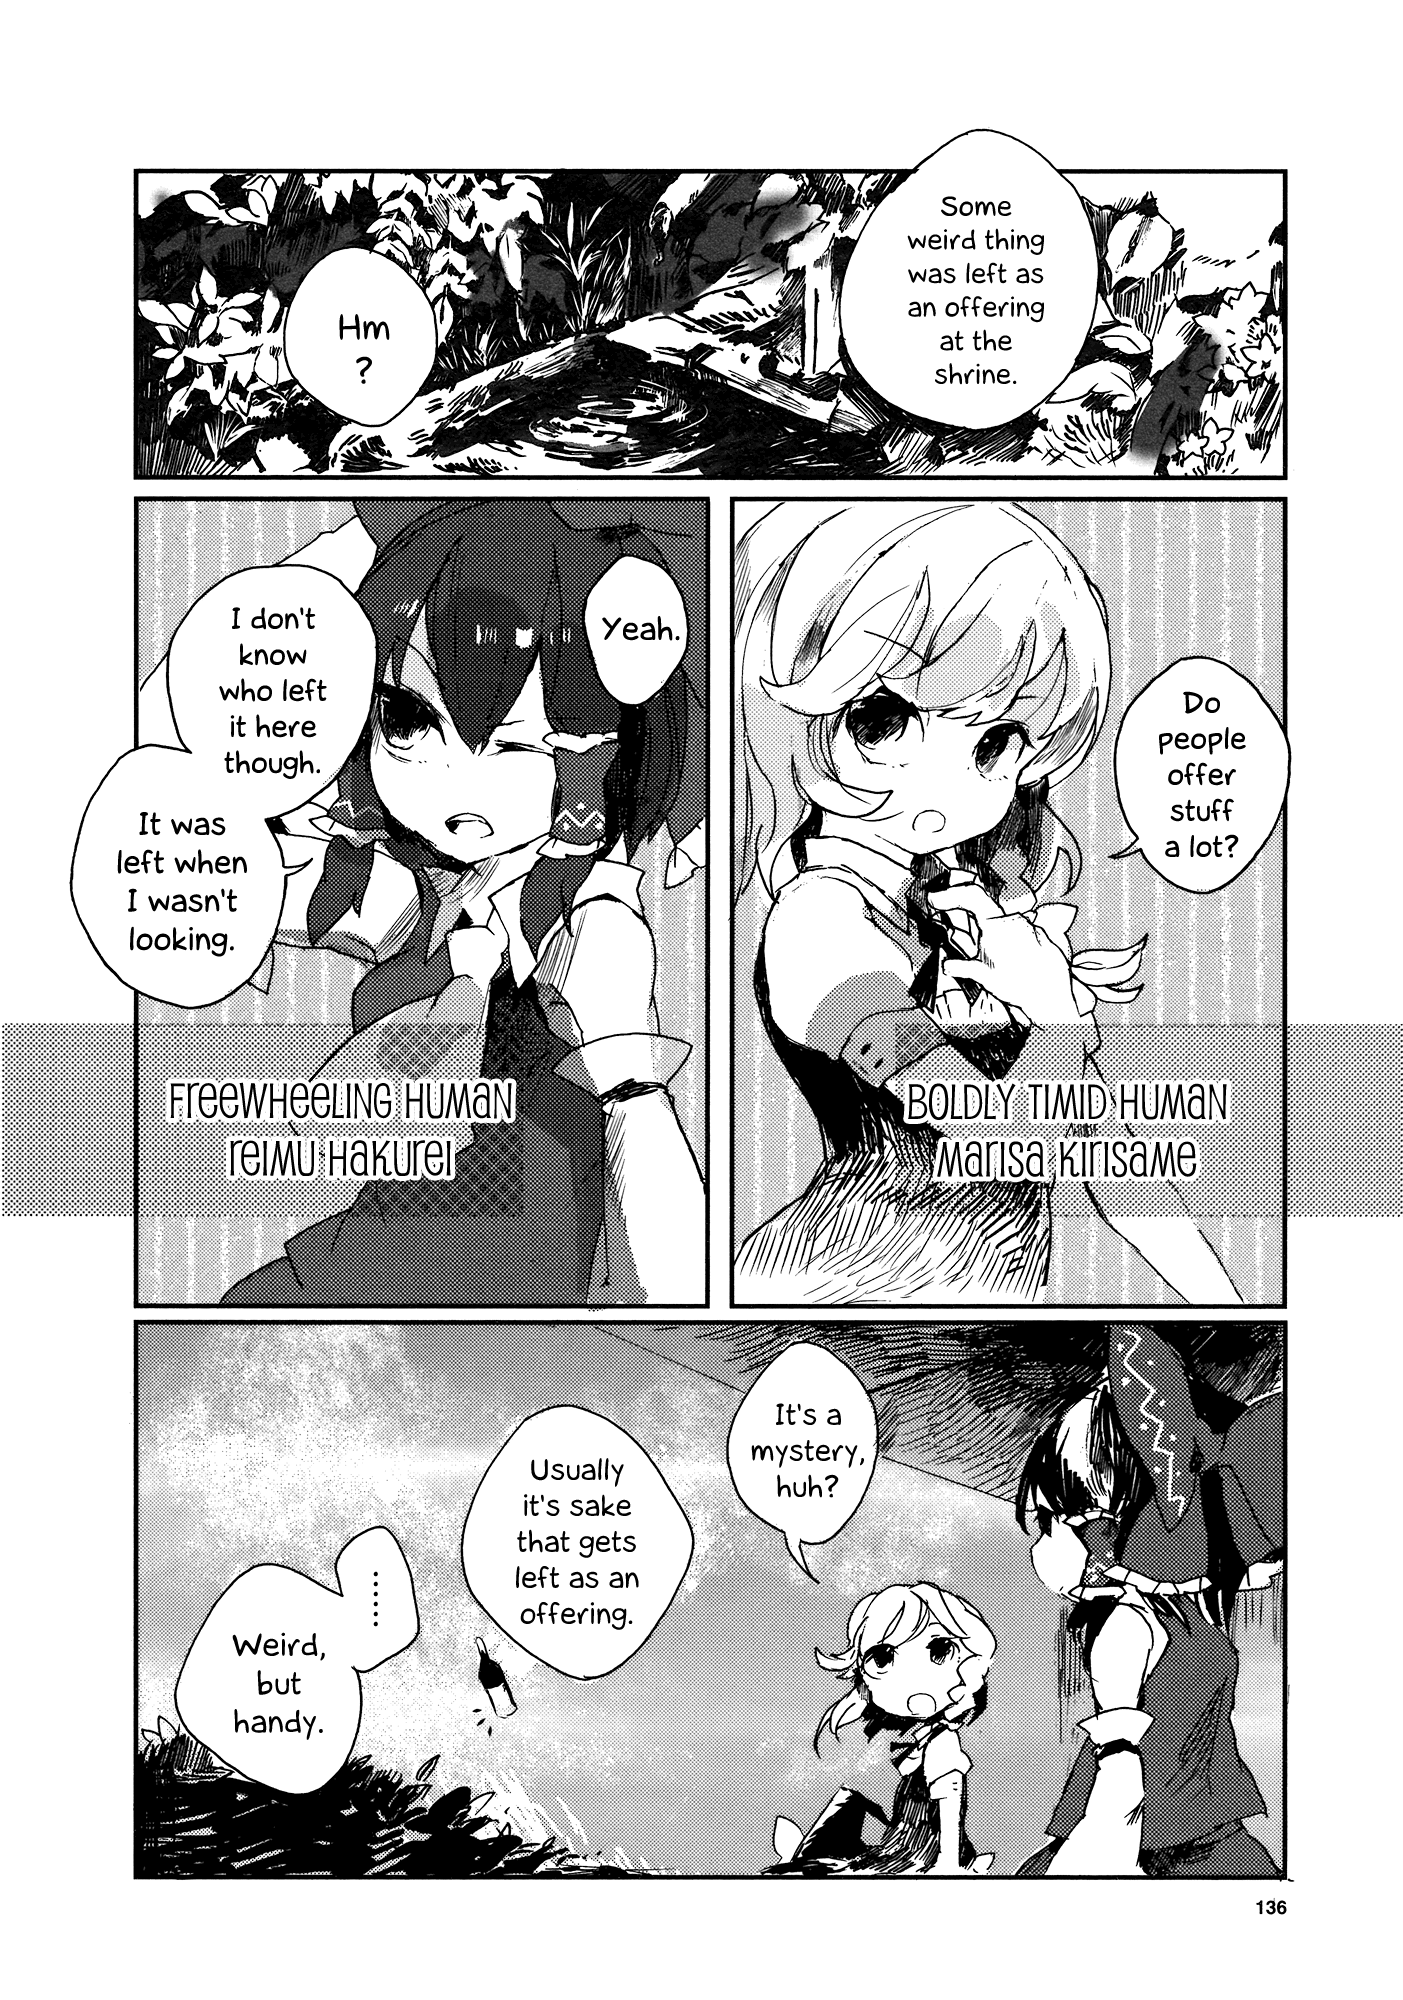 Some
weird thing
was left as
an offering
at the
shrine.
Hm
?
Do
people
offer
stuff
a lot?
BOLDLY TIMID HUMAN
MARISA KIRISAME
Yeah.
I don't
know
who left
it here
though.
It was
left when
I wasn't
looking.
FREEWHEELING HUMAN
REIMU HAKUREI
It's a
mystery,
huh?
Usually
it's sake
that gets
left as an
offering.
......
Weird,
but
handy.
136